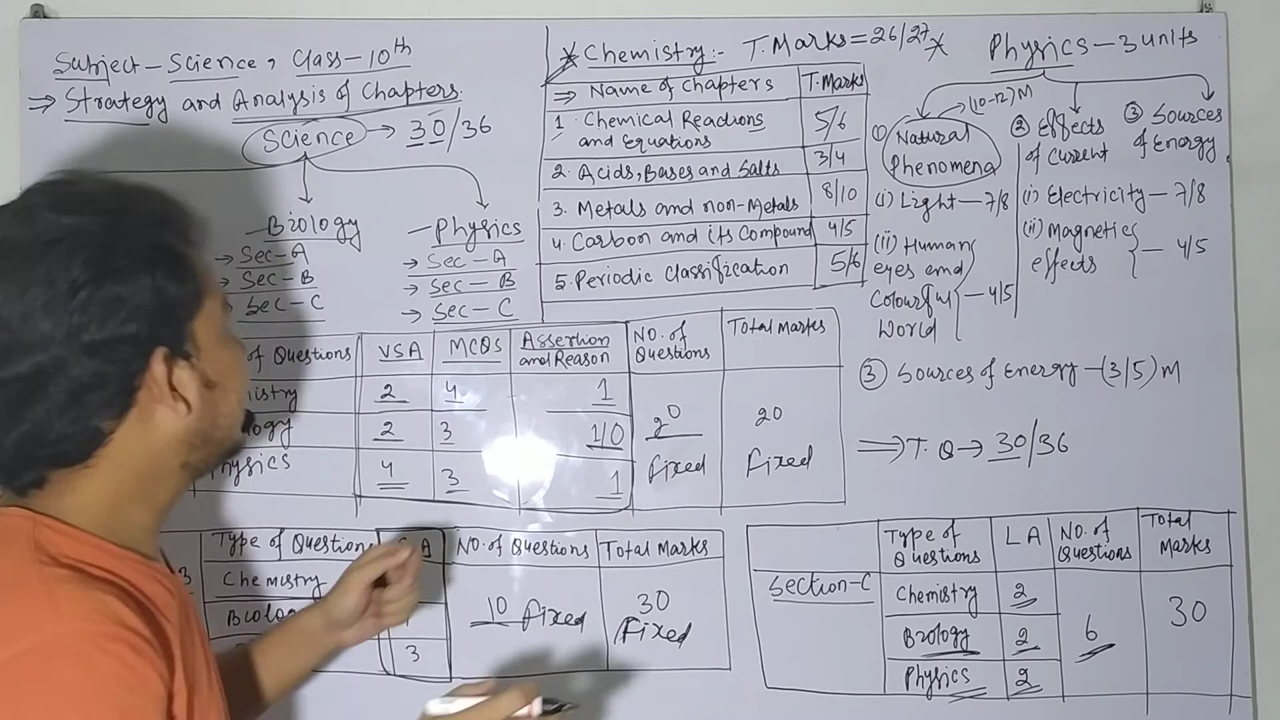 Subject - Science, Class - 10th
⇒ Strategy and Analysis of Chapters.
Science → 30/36
- Biology
→ Sec - A
→ Sec - B
Sec - C
- Physics
→ Sec - A
→ Sec - B
→ Sec - C
* Chemistry :- T. Marks = 26/27 *
⇒ Name of Chapters T. Marks
1. Chemical Reactions and Equations 5/6
2. Acids, Bases and Salts 3/4
3. Metals and non-Metals 8/10
4. Carbon and its Compound 4/5
5. Periodic Classification 5/6
Physics - 3 units
→ (10-12) M
(1) Natural Phenomena
(i) Light - 7/8
(ii) Human eyes and Colourful World - 4/5
② Effects of Current
(i) Electricity - 7/8
(ii) Magnetic effects - 4/5
③ Sources of Energy.
③ Sources of Energy - (3/5) M
⇒ T. Q → 30/36
of Questions VSA MCQS Assertion and Reason NO. of Questions Total Marks
2 4 1
2 3 1/0
Physics 4 3 1
20 fixed
20 fixed
Type of Questions A NO. of Questions Total Marks
Chemistry
3
10 fixed
30 fixed
Type of Questions LA NO. of Questions Total Marks
Section - C
Chemistry 2
Biology 2
Physics 2
6
30